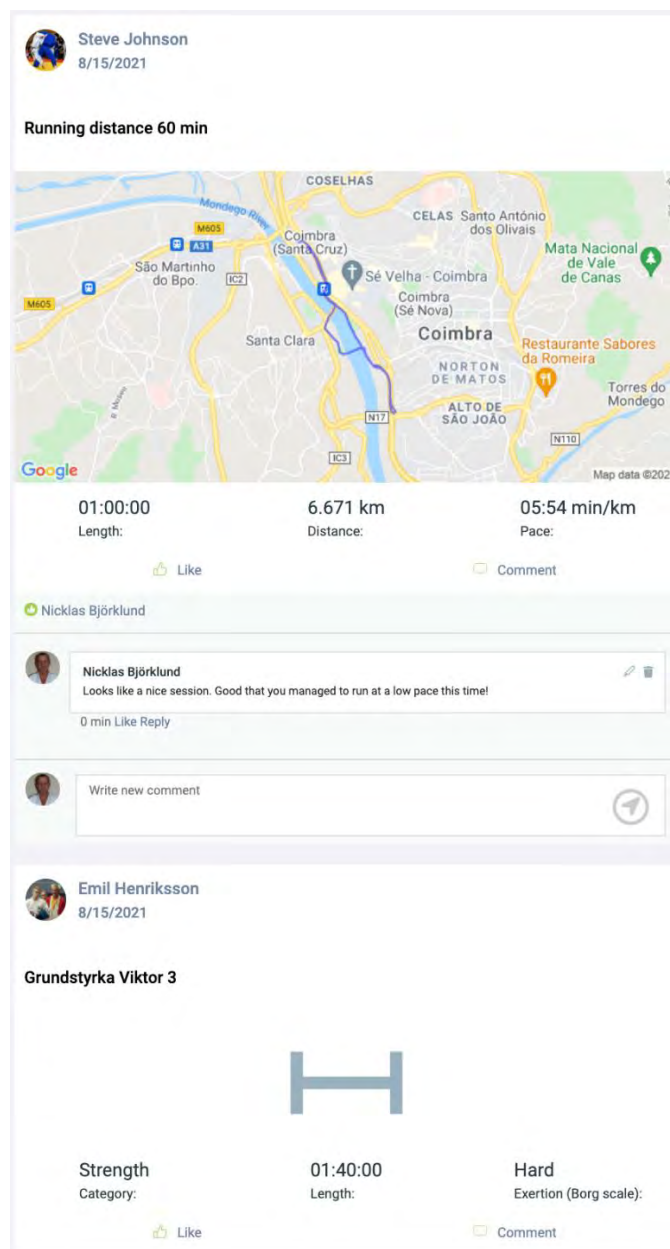 Steve Johnson
8/15/2021
Running distance 60 min
COSELHAS
Mondego River
M605
A31
Coimbra
(Santa Cruz)
CELAS
Santo António
dos Olivais
Mata Nacional
de Vale
de Canas
São Martinho
do Bpo.
IC2
Sé Velha - Coimbra
M605
Coimbra
(Sé Nova)
Santa Clara
Coimbra
Restaurante Sabores
da Romeira
NORTON
DE MATOS
Torres do
Mondego
N17
ALTO DE
SÃO JOÃO
N110
IC3
Google
Map data ©202
01:00:00
6.671 km
05:54 min/km
Length:
Distance:
Pace:
Like
Comment
Nicklas Björklund
Nicklas Björklund
Looks like a nice session. Good that you managed to run at a low pace this time!
0 min Like Reply
Write new comment
Emil Henriksson
8/15/2021
Grundstyrka Viktor 3
Strength
01:40:00
Hard
Category:
Length:
Exertion (Borg scale):
Like
Comment